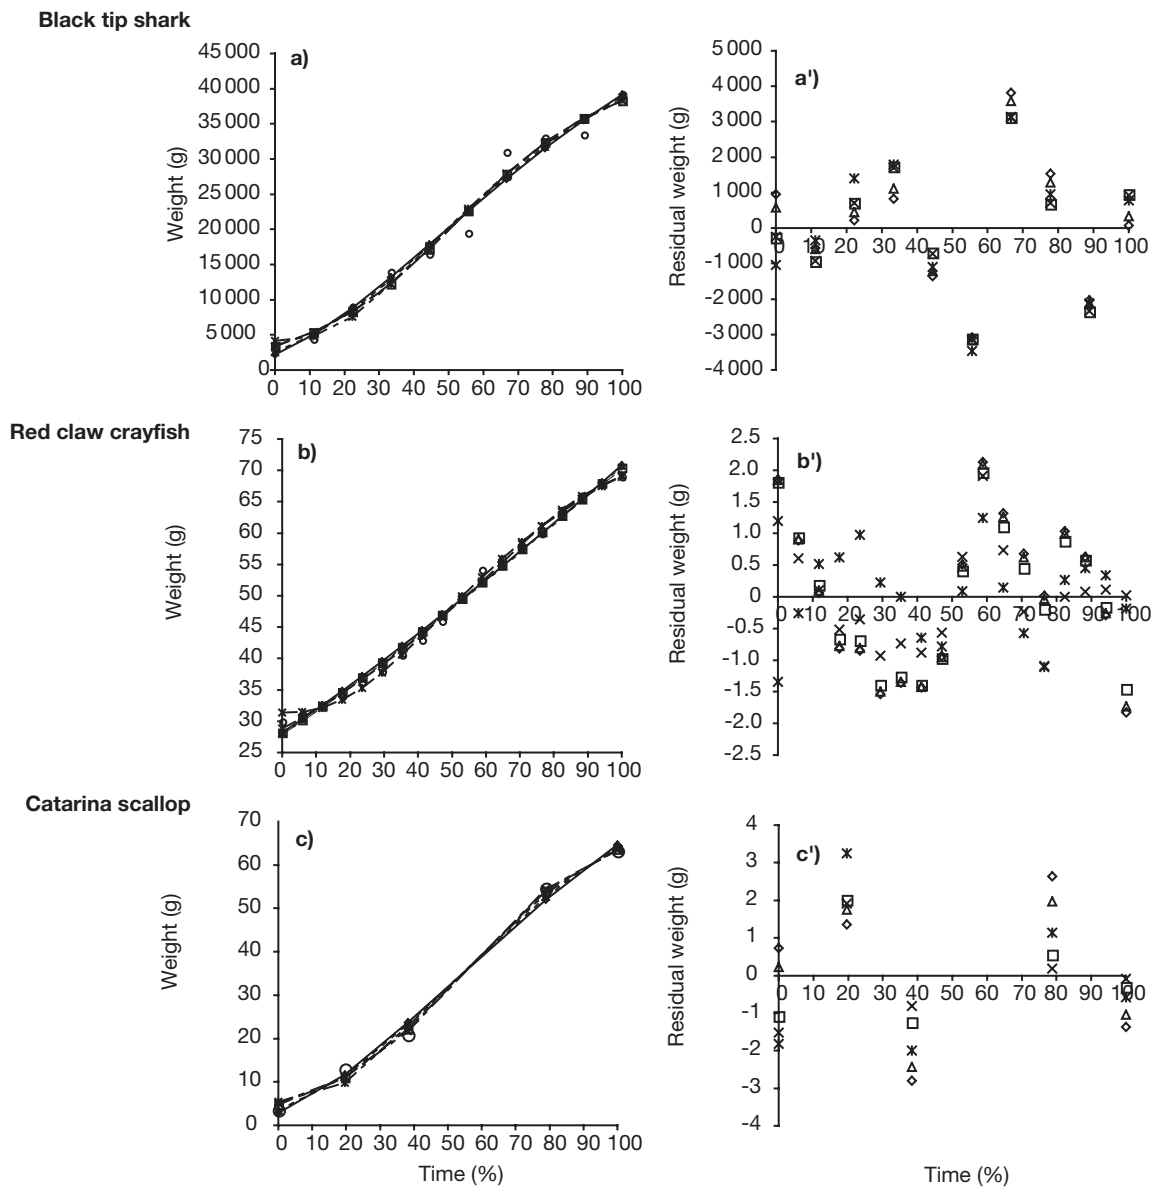 Black tip shark
a)
45 000
40 000
35 000
30 000
25 000
20 000
15 000
10 000
5 000
0
Weight (g)
0 10 20 30 40 50 60 70 80 90 100
a')
5 000
4 000
3 000
2 000
1 000
0
-1 000
-2 000
-3 000
-4 000
Residual weight (g)
0 10 20 30 40 50 60 70 80 90 100
Red claw crayfish
b)
75
70
65
60
55
50
45
40
35
30
25
Weight (g)
0 10 20 30 40 50 60 70 80 90 100
b')
2.5
2.0
1.5
1.0
0.5
0
-0.5
-1.0
-1.5
-2.0
-2.5
Residual weight (g)
0 10 20 30 40 50 60 70 80 90 100
Catarina scallop
c)
70
60
50
40
30
20
10
0
Weight (g)
0 10 20 30 40 50 60 70 80 90 100
Time (%)
c')
4
3
2
1
0
-1
-2
-3
-4
Residual weight (g)
0 10 20 30 40 50 60 70 80 90 100
Time (%)